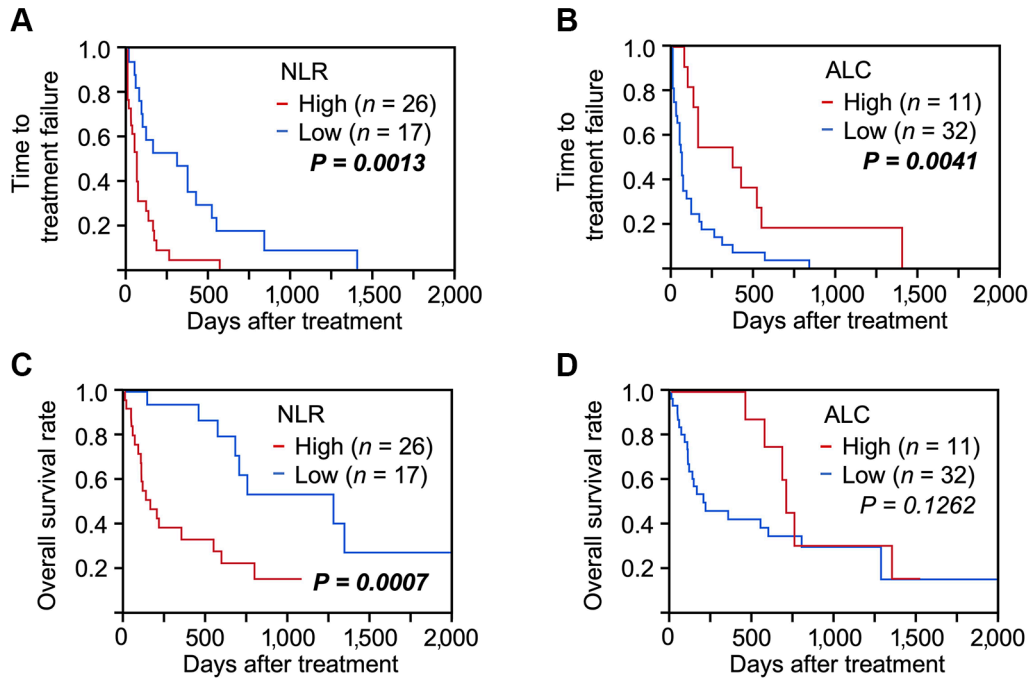 A
Time to
treatment failure
1.0
0.8
0.6
0.4
0.2
NLR
High (n = 26)
Low (n = 17)
P = 0.0013
0 500 1,000 1,500 2,000
Days after treatment
B
Time to
treatment failure
1.0
0.8
0.6
0.4
0.2
ALC
High (n = 11)
Low (n = 32)
P = 0.0041
0 500 1,000 1,500 2,000
Days after treatment
C
Overall survival rate
1.0
0.8
0.6
0.4
0.2
NLR
High (n = 26)
Low (n = 17)
P = 0.0007
0 500 1,000 1,500 2,000
Days after treatment
D
Overall survival rate
1.0
0.8
0.6
0.4
0.2
ALC
High (n = 11)
Low (n = 32)
P = 0.1262
0 500 1,000 1,500 2,000
Days after treatment